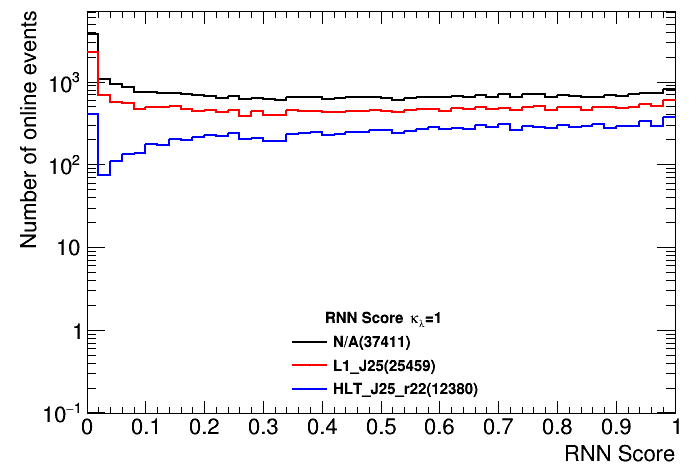 Number of online events
10³
10²
10
1
10⁻¹
RNN Score κλ=1
N/A(37411)
L1_J25(25459)
HLT_J25_r22(12380)
0 0.1 0.2 0.3 0.4 0.5 0.6 0.7 0.8 0.9 1
RNN Score